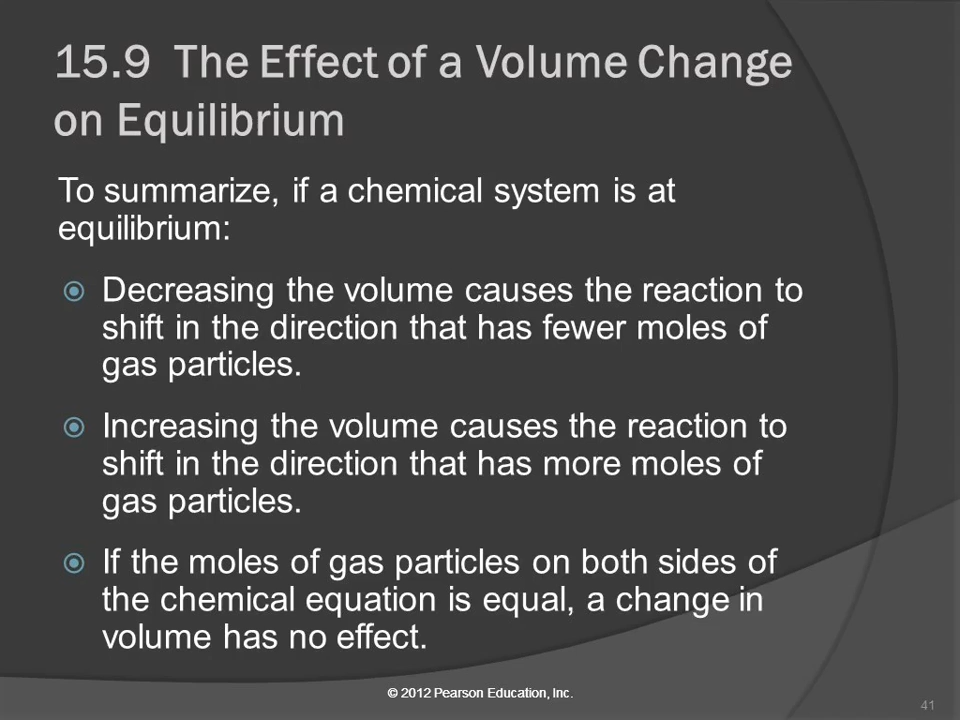 15.9 The Effect of a Volume Change
on Equilibrium
To summarize, if a chemical system is at
equilibrium:
Decreasing the volume causes the reaction to
shift in the direction that has fewer moles of
gas particles.
Increasing the volume causes the reaction to
shift in the direction that has more moles of
gas particles.
If the moles of gas particles on both sides of
the chemical equation is equal, a change in
volume has no effect.
© 2012 Pearson Education, Inc.
41